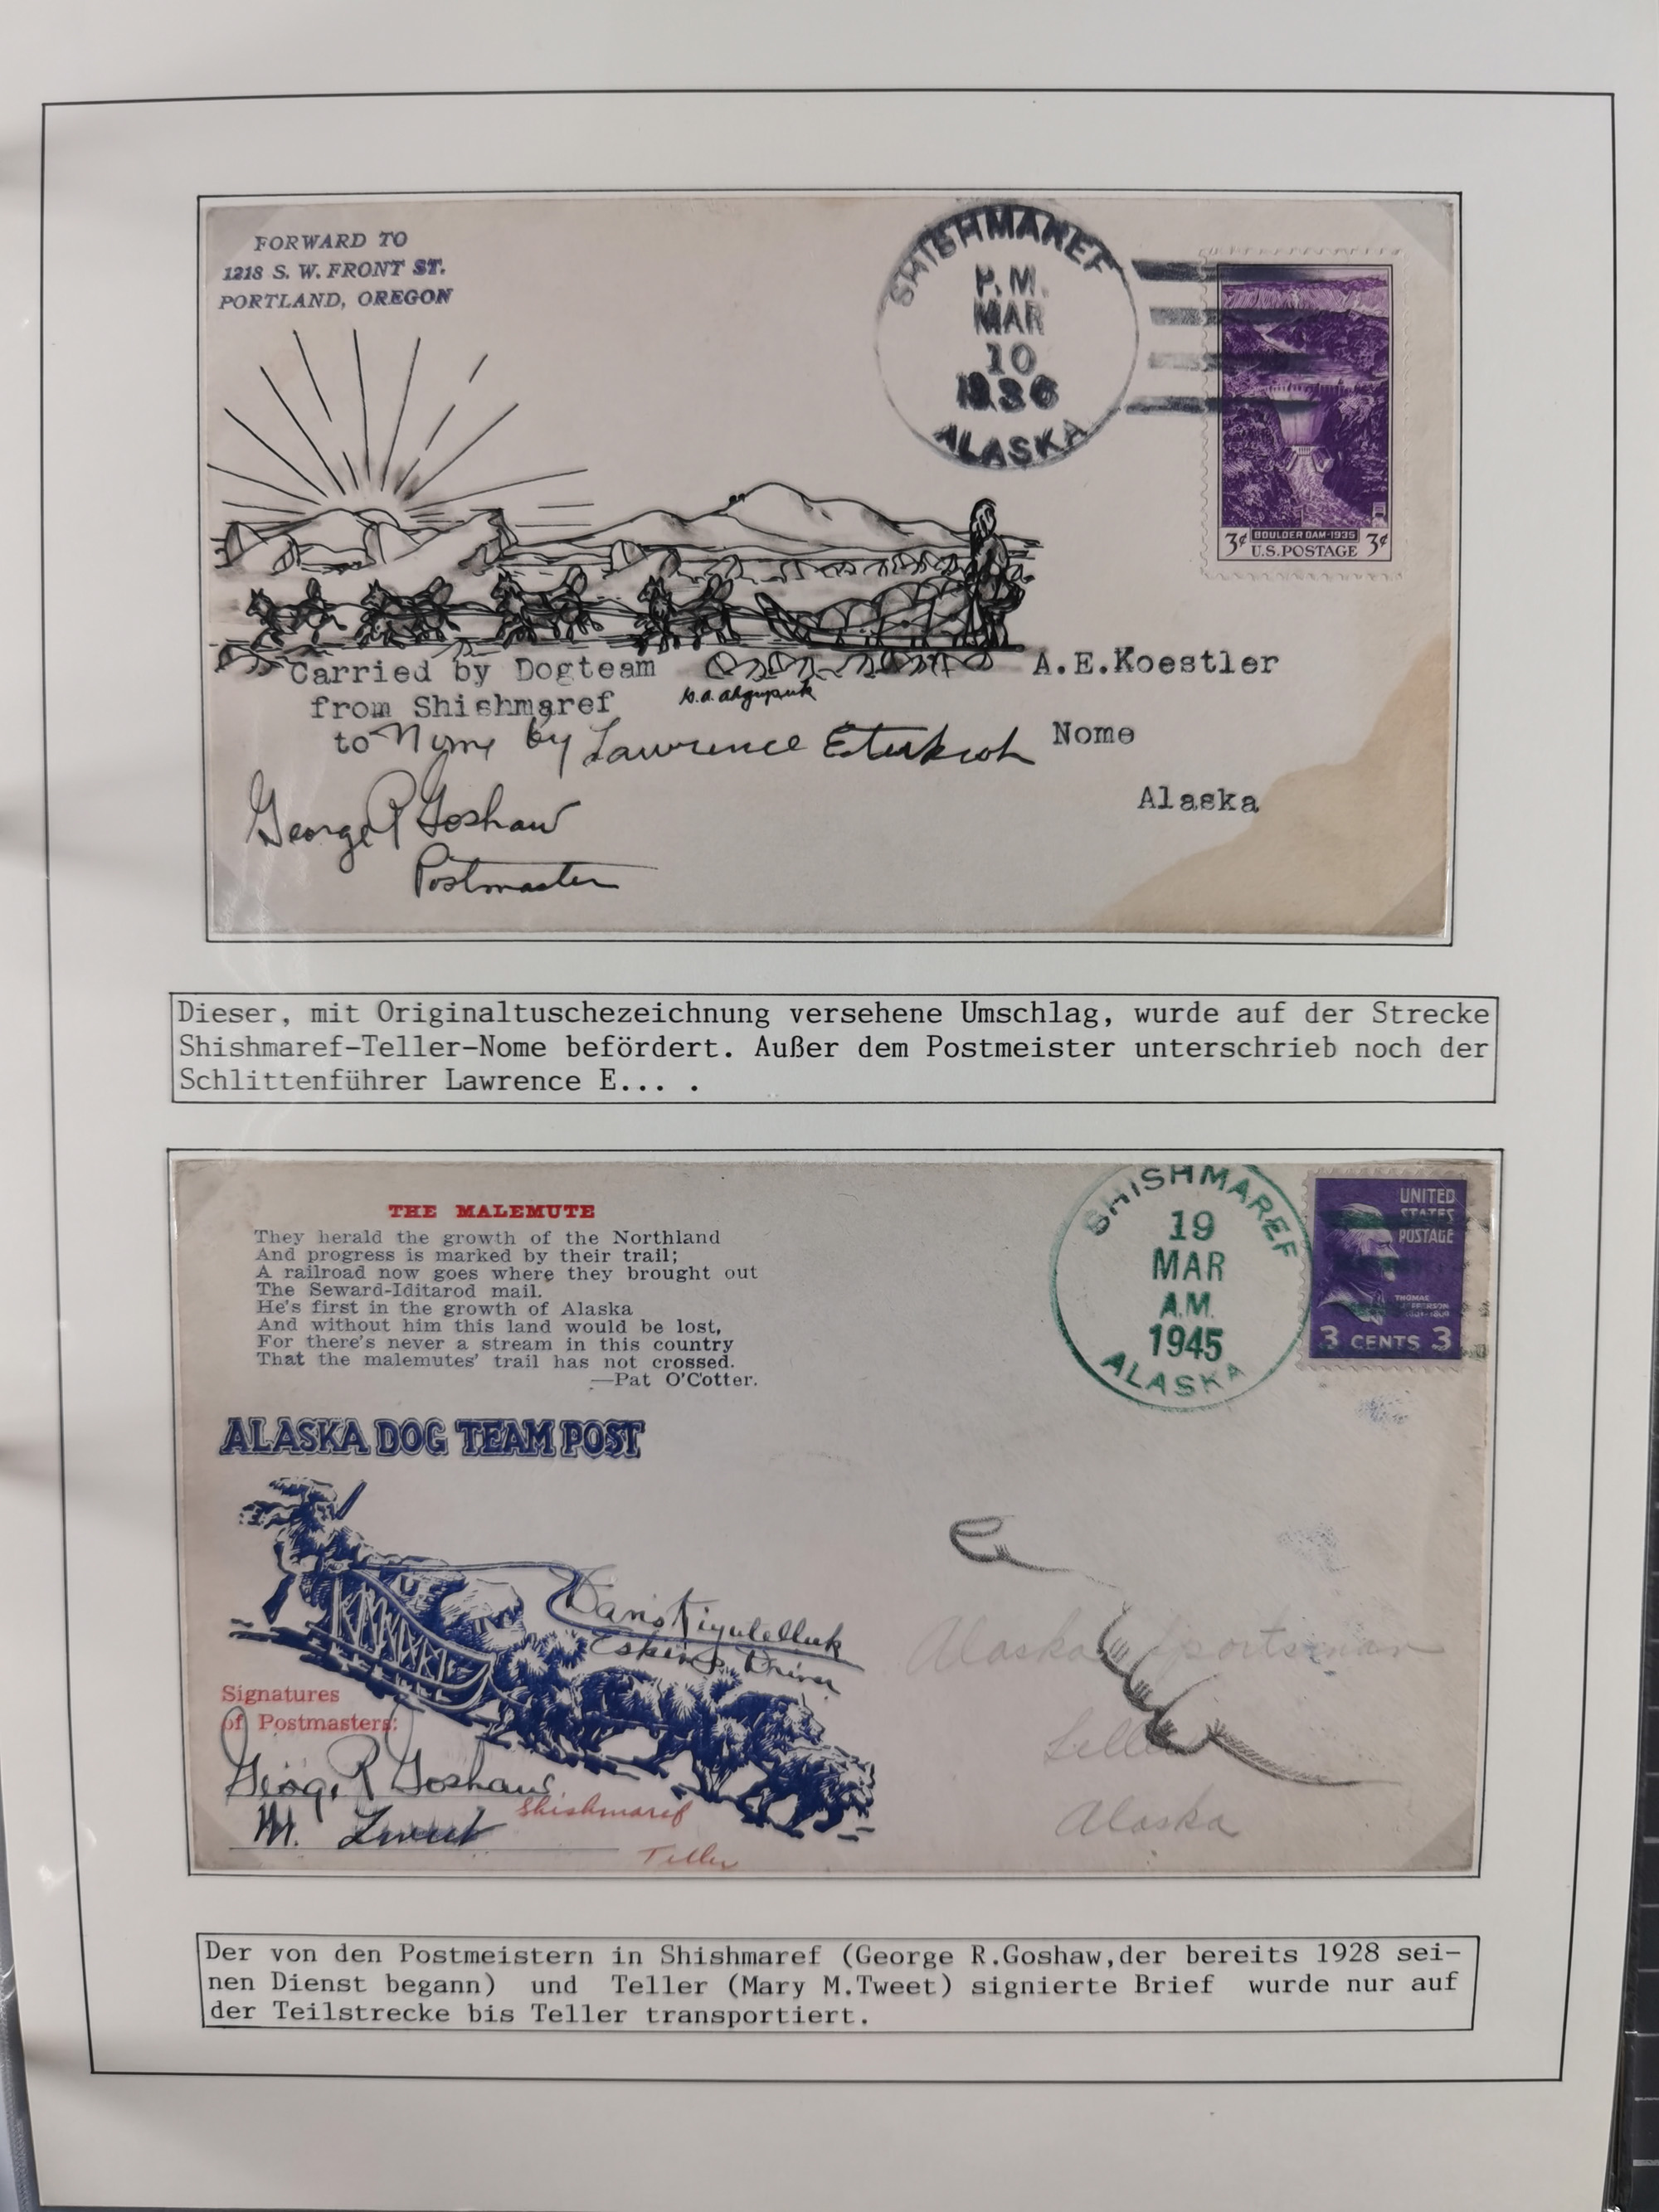 FORWARD TO
1218 S. W. FRONT ST.
PORTLAND, OREGON
SHISHMAREF
P.M.
MAR
10
1936
ALASKA
3¢ BOULDER DAM-1935 3¢
U.S.POSTAGE
Carried by Dogteam
from Shishmaref
to Nome by Lawrence
G.A. Ahgupuk
A.E.Koestler
Nome
Alaska
George R Goshaw
Postmaster
Dieser, mit Originaltuschezeichnung versehene Umschlag, wurde auf der Strecke
Shishmaref-Teller-Nome befördert. Außer dem Postmeister unterschrieb noch der
Schlittenführer Lawrence E... .
THE MALEMUTE
They herald the growth of the Northland
And progress is marked by their trail;
A railroad now goes where they brought out
The Seward-Iditarod mail.
He's first in the growth of Alaska
And without him this land would be lost,
For there's never a stream in this country
That the malemutes' trail has not crossed.
—Pat O'Cotter.
SHISHMAREF
19
MAR
A.M.
1945
ALASKA
UNITED
STATES
POSTAGE
THOMAS
JEFFERSON
3 CENTS 3
ALASKA DOG TEAM POST
Eskimo Driver
Signatures
of Postmasters:
George R Goshaw
Shishmaref
M. Tweet
Teller
Alaska Sportsman
Teller
Alaska
Der von den Postmeistern in Shishmaref (George R.Goshaw,der bereits 1928 sei-
nen Dienst begann) und Teller (Mary M.Tweet) signierte Brief wurde nur auf
der Teilstrecke bis Teller transportiert.